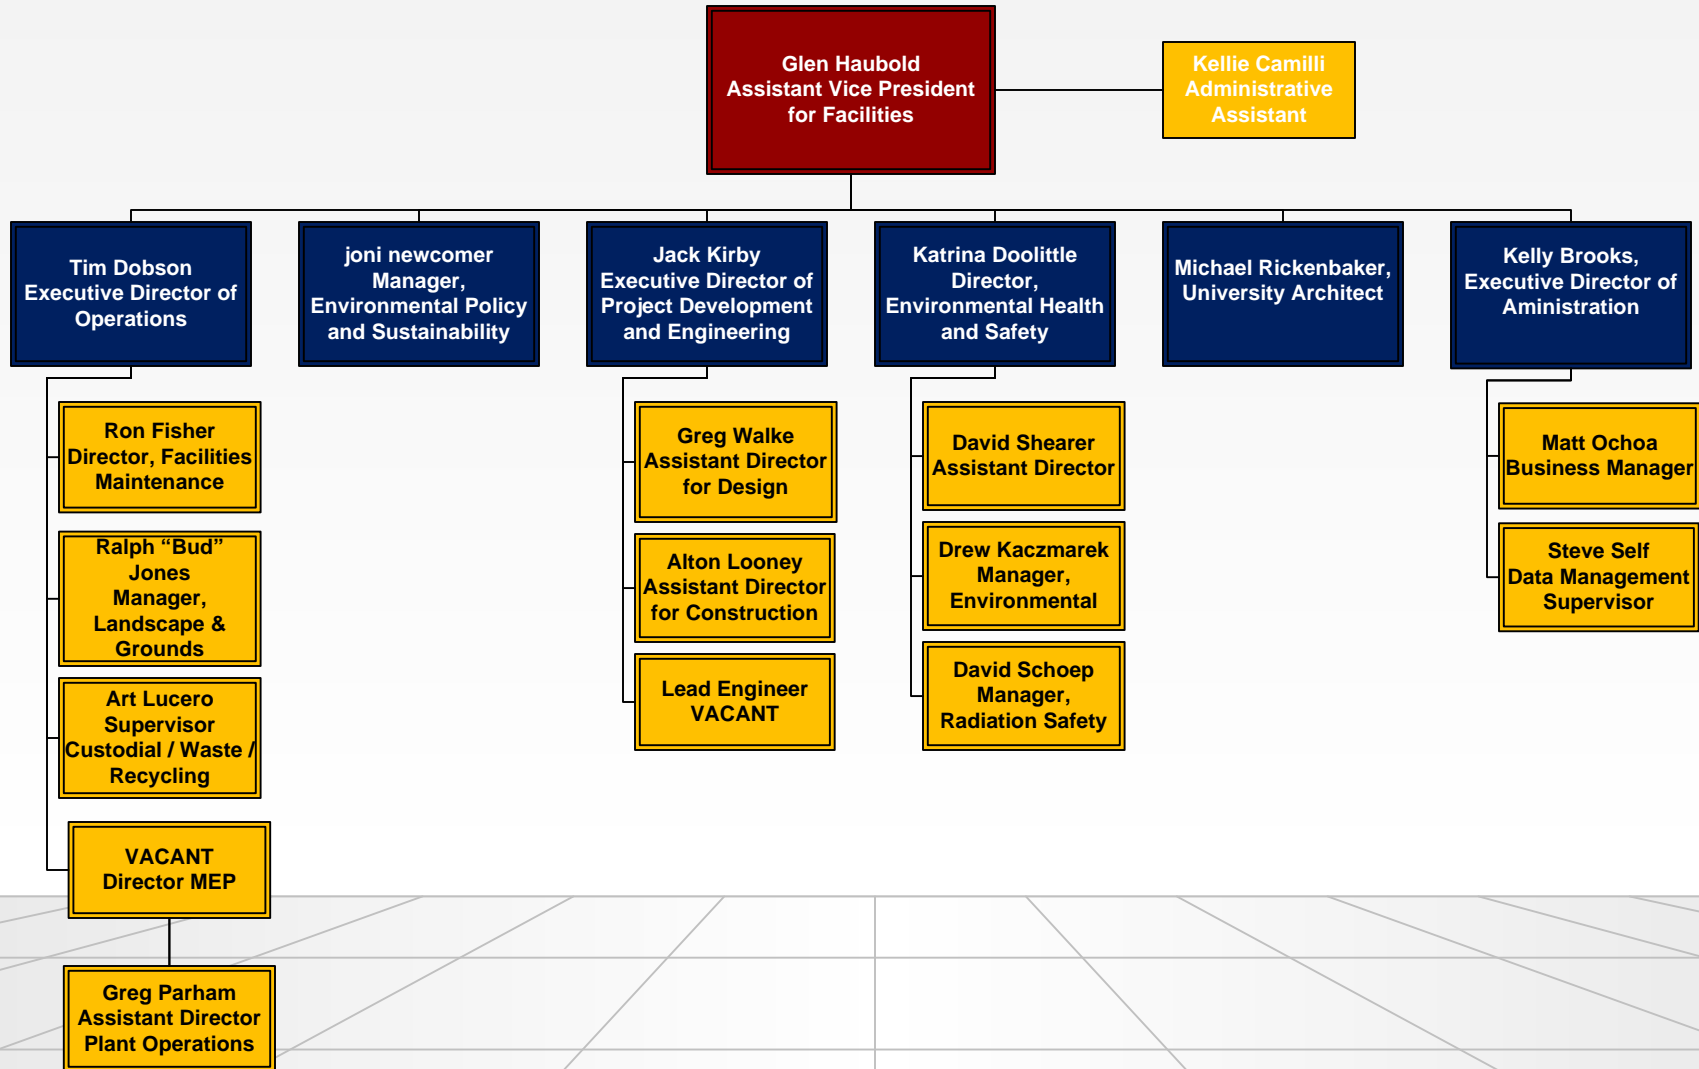 Glen Haubold
Assistant Vice President
for Facilities
Kellie Camilli
Administrative
Assistant
Tim Dobson
Executive Director of
Operations
joni newcomer
Manager,
Environmental Policy
and Sustainability
Jack Kirby
Executive Director of
Project Development
and Engineering
Katrina Doolittle
Director,
Environmental Health
and Safety
Michael Rickenbaker,
University Architect
Kelly Brooks,
Executive Director of
Aministration
Ron Fisher
Director, Facilities
Maintenance
Ralph “Bud”
Jones
Manager,
Landscape &
Grounds
Art Lucero
Supervisor
Custodial / Waste /
Recycling
VACANT
Director MEP
Greg Parham
Assistant Director
Plant Operations
Greg Walke
Assistant Director
for Design
Alton Looney
Assistant Director
for Construction
Lead Engineer
VACANT
David Shearer
Assistant Director
Drew Kaczmarek
Manager,
Environmental
David Schoep
Manager,
Radiation Safety
Matt Ochoa
Business Manager
Steve Self
Data Management
Supervisor